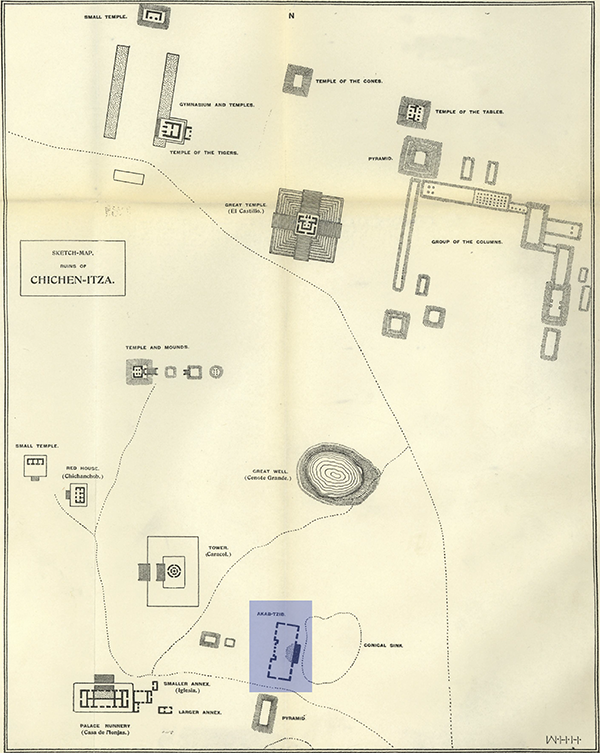 SMALL TEMPLE.
N
TEMPLE OF THE CONES.
GYMNASIUM AND TEMPLES.
TEMPLE OF THE TABLES.
TEMPLE OF THE TIGERS.
PYRAMID.
GREAT TEMPLE.
(El Castillo.)
GROUP OF THE COLUMNS.
SKETCH-MAP,
RUINS OF
CHICHEN-ITZA.
TEMPLE AND MOUNDS.
SMALL TEMPLE.
RED HOUSE.
(Chichanchob.)
GREAT WELL.
(Cenote Grande.)
TOWER.
(Caracol.)
AKAB-TZIB.
CONICAL SINK.
SMALLER ANNEX.
(Iglesia.)
LARGER ANNEX.
PYRAMID
PALACE NUNNERY
(Casa de Monjas.)